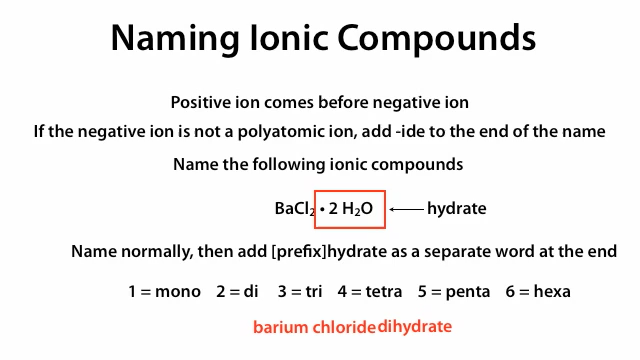 Naming Ionic Compounds
Positive ion comes before negative ion
If the negative ion is not a polyatomic ion, add -ide to the end of the name
Name the following ionic compounds
BaCl₂ • 2 H₂O ← hydrate
Name normally, then add [prefix]hydrate as a separate word at the end
1 = mono 2 = di 3 = tri 4 = tetra 5 = penta 6 = hexa
barium chloride dihydrate